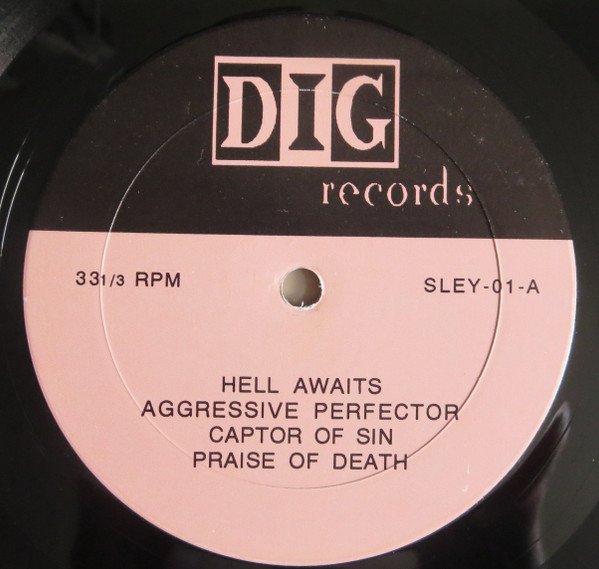 DIG
records
33 1/3 RPM
SLEY-01-A
HELL AWAITS
AGGRESSIVE PERFECTOR
CAPTOR OF SIN
PRAISE OF DEATH